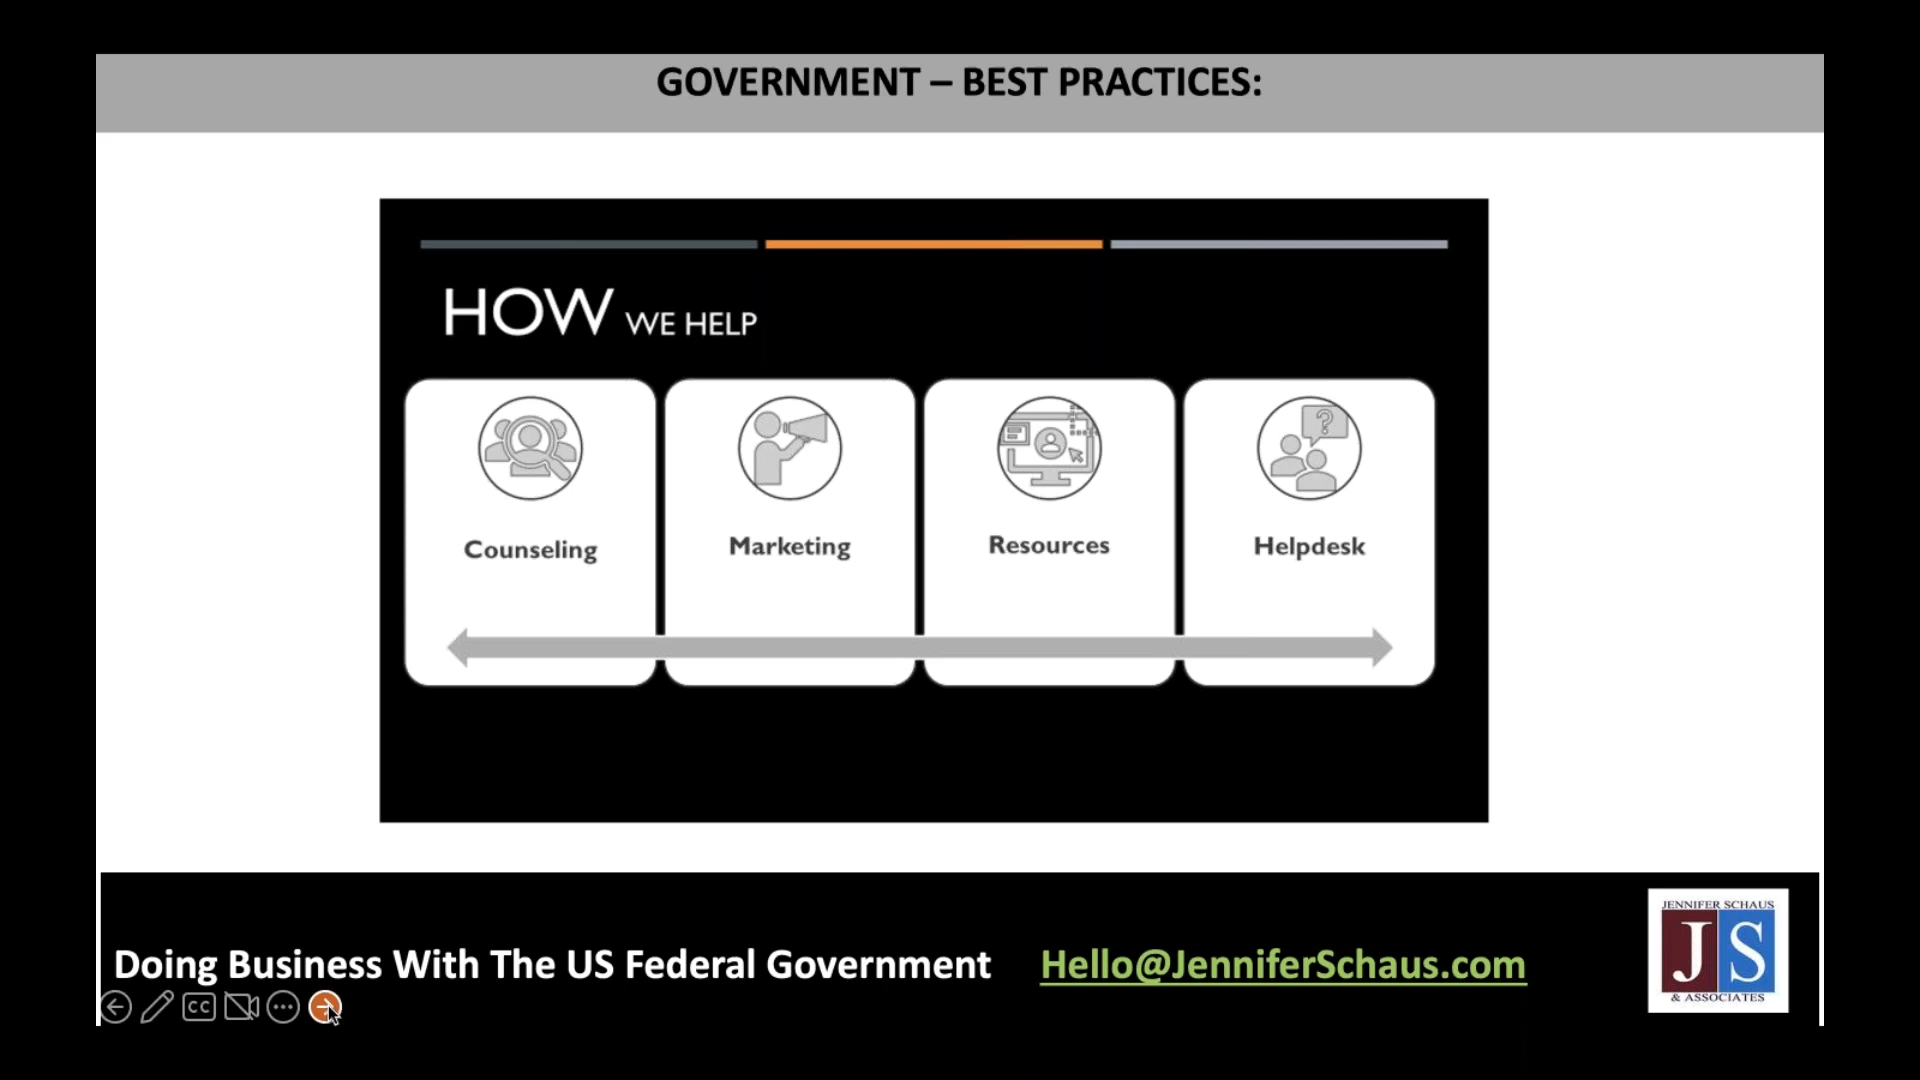 GOVERNMENT – BEST PRACTICES:
HOW WE HELP
?
Counseling
Marketing
Resources
Helpdesk
Doing Business With The US Federal Government
Hello@JenniferSchaus.com
JENNIFER SCHAUS
JS
& ASSOCIATES
CC